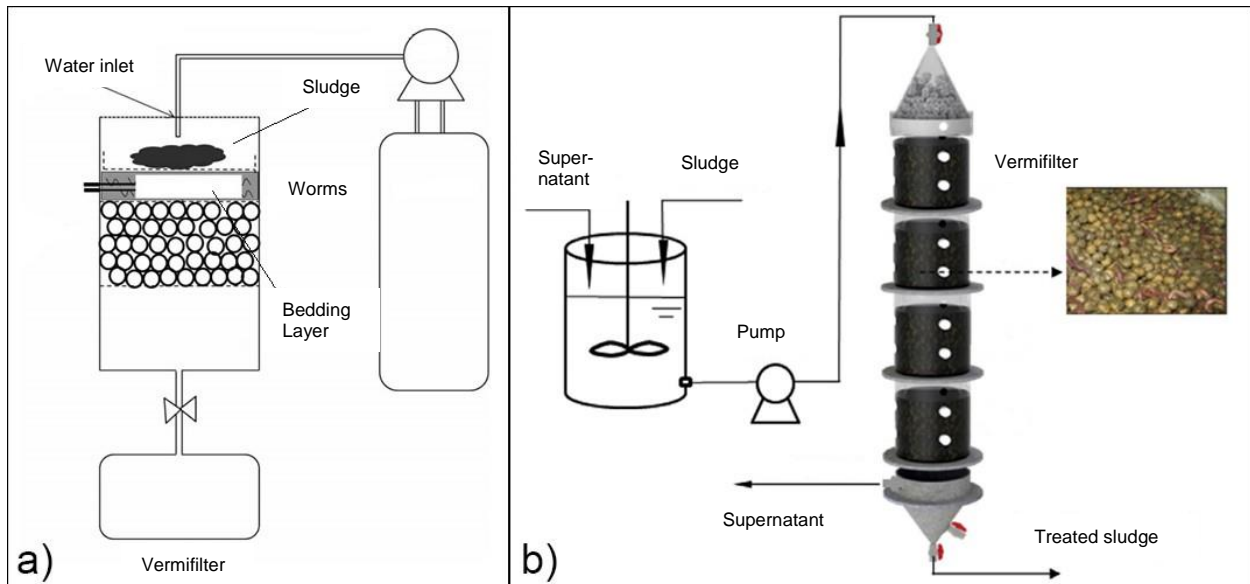 Water inlet
Sludge
Worms
Bedding
Layer
Vermifilter
a)
Super-
natant
Sludge
Vermifilter
Pump
Supernatant
Treated sludge
b)